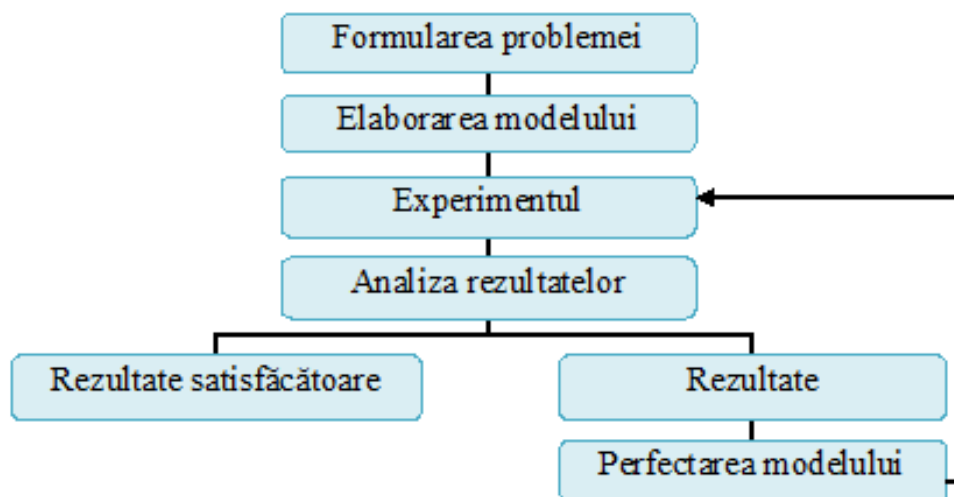 Formularea problemei
Elaborarea modelului
Experimentul
Analiza rezultatelor
Rezultate satisfăcătoare
Rezultate
Perfectarea modelului